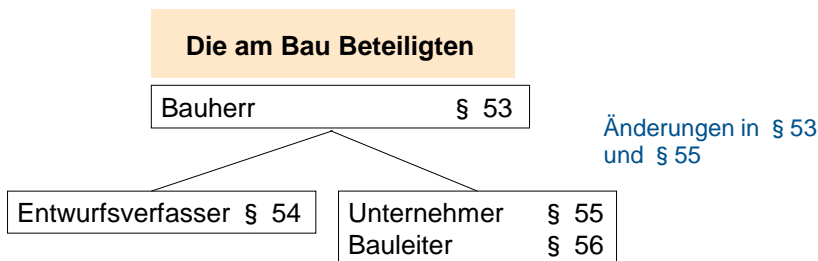 Die am Bau Beteiligten
Bauherr § 53
Änderungen in § 53
und § 55
Entwurfsverfasser § 54
Unternehmer § 55
Bauleiter § 56